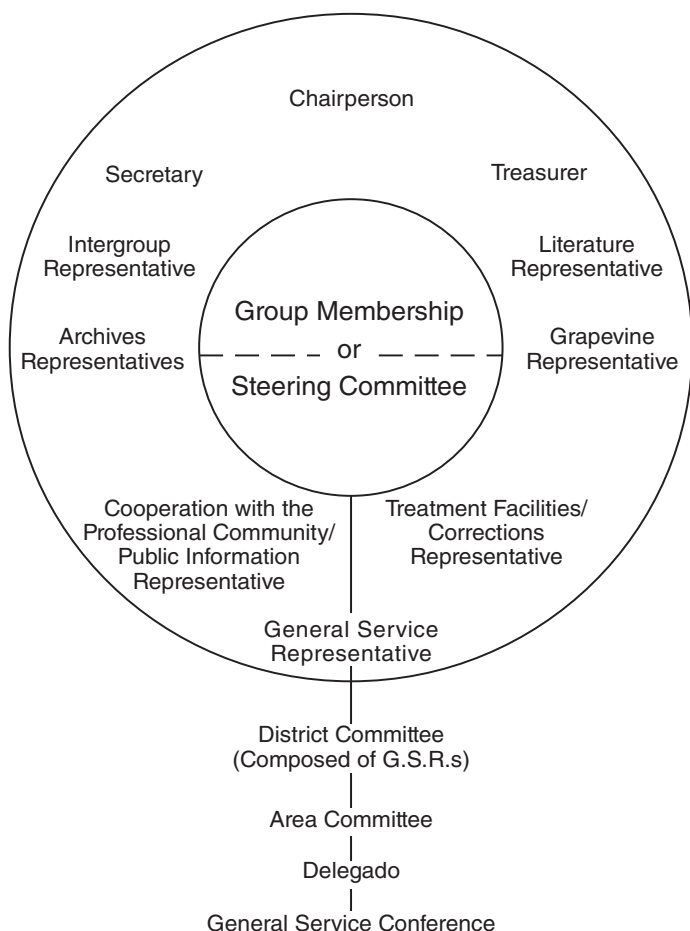 Chairperson
Secretary
Treasurer
Intergroup
Representative
Literature
Representative
Archives
Representatives
Group Membership
or
Steering Committee
Grapevine
Representative
Cooperation with the
Professional Community/
Public Information
Representative
Treatment Facilities/
Corrections
Representative
General Service
Representative
District Committee
(Composed of G.S.R.s)
Area Committee
Delegado
General Service Conference